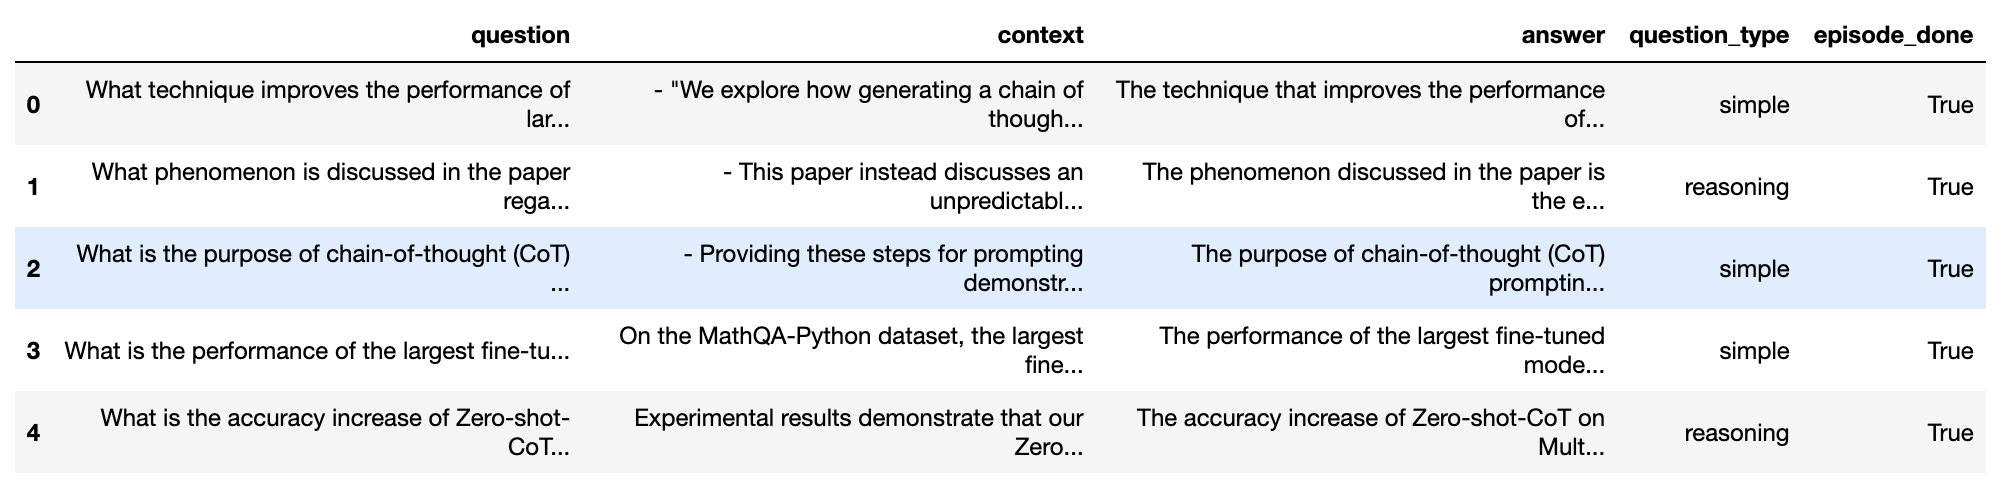 question context answer question_type episode_done
0 What technique improves the performance of lar... - "We explore how generating a chain of though... The technique that improves the performance of... simple True
1 What phenomenon is discussed in the paper rega... - This paper instead discusses an unpredictabl... The phenomenon discussed in the paper is the e... reasoning True
2 What is the purpose of chain-of-thought (CoT) ... - Providing these steps for prompting demonstr... The purpose of chain-of-thought (CoT) promptin... simple True
3 What is the performance of the largest fine-tu... On the MathQA-Python dataset, the largest fine... The performance of the largest fine-tuned mode... simple True
4 What is the accuracy increase of Zero-shot-CoT... Experimental results demonstrate that our Zero... The accuracy increase of Zero-shot-CoT on Mult... reasoning True